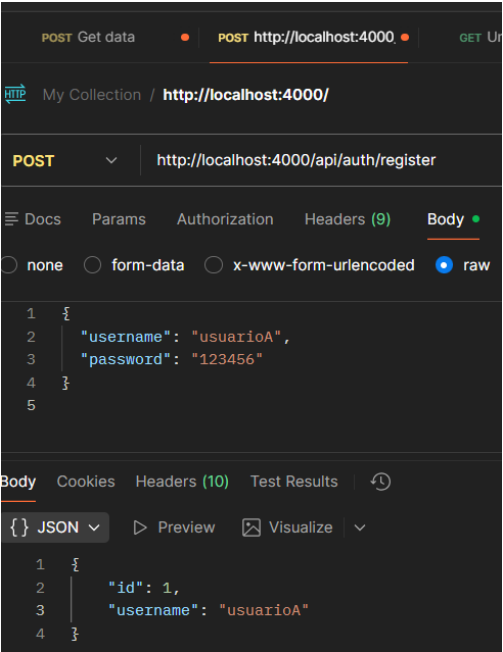 POST Get data
POST http://localhost:4000
GET Ur
HTTP My Collection / http://localhost:4000/
POST http://localhost:4000/api/auth/register
Docs Params Authorization Headers (9) Body
none form-data x-www-form-urlencoded raw
1 {
2 "username": "usuarioA",
3 "password": "123456"
4 }
5
Body Cookies Headers (10) Test Results
{} JSON Preview Visualize
1 {
2 "id": 1,
3 "username": "usuarioA"
4 }